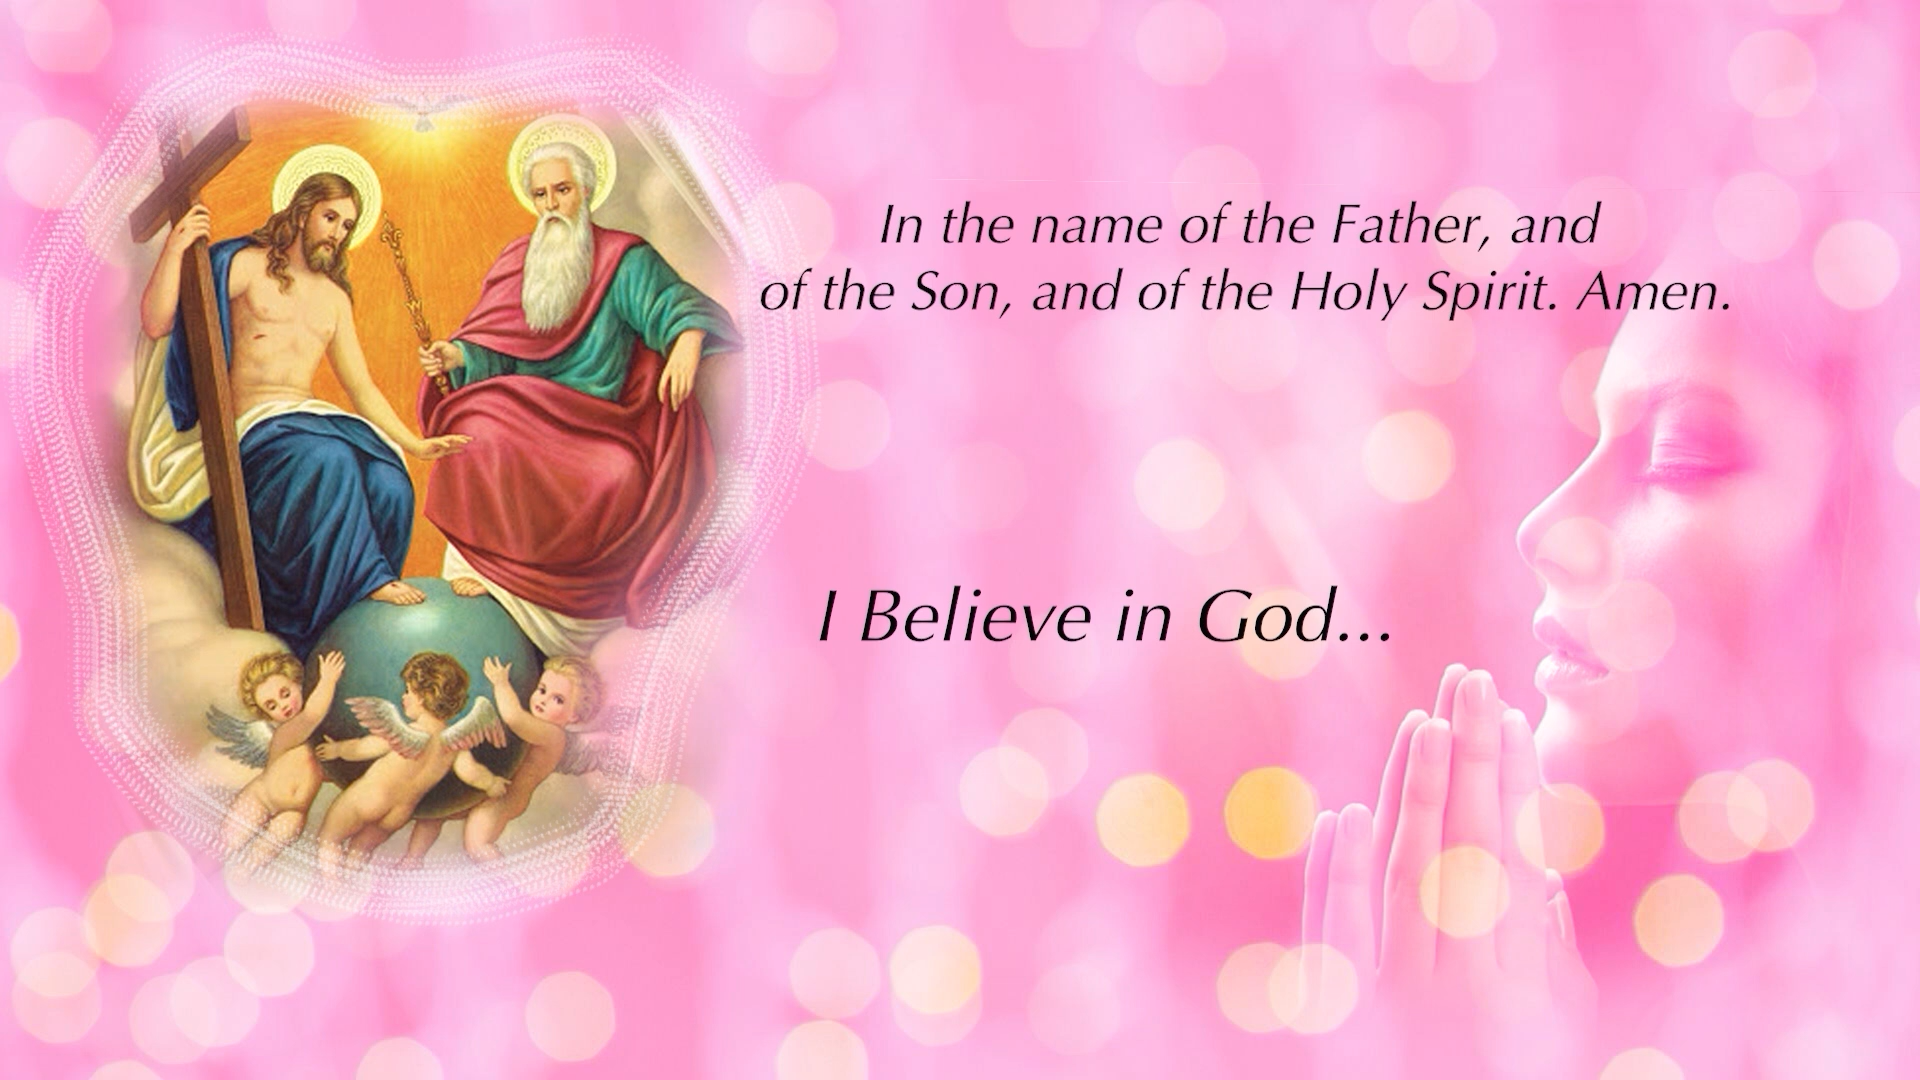 In the name of the Father, and
of the Son, and of the Holy Spirit. Amen.
I Believe in God...